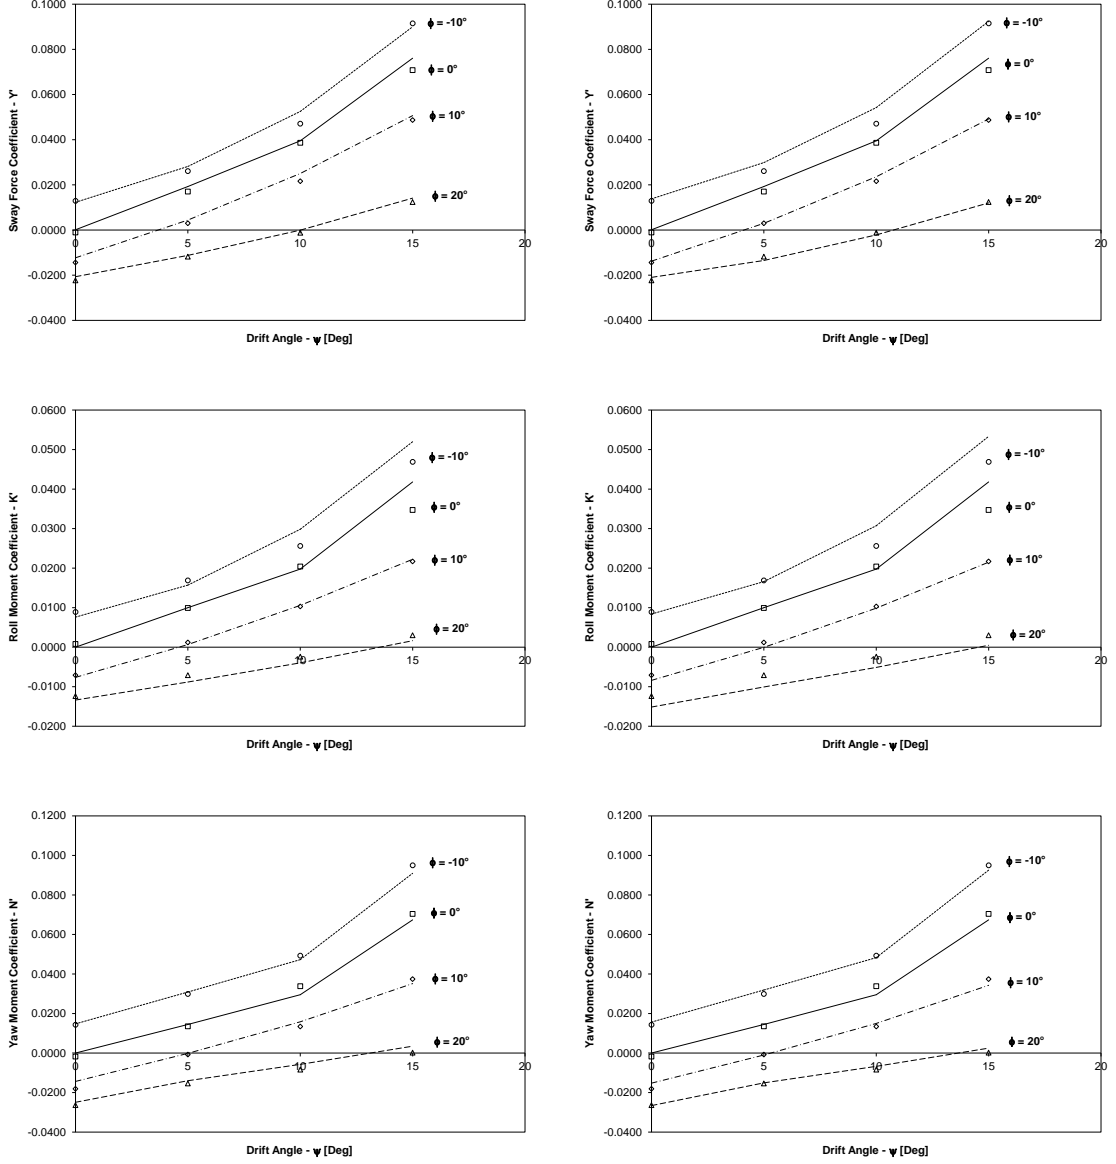 0.1000
0.0800
0.0600
0.0400
0.0200
0.0000
-0.0200
-0.0400
0 5 10 15 20
Sway Force Coefficient - Y'
Drift Angle - ψ [Deg]
ϕ = -10°
ϕ = 0°
ϕ = 10°
ϕ = 20°
0.1000
0.0800
0.0600
0.0400
0.0200
0.0000
-0.0200
-0.0400
0 5 10 15 20
Sway Force Coefficient - Y'
Drift Angle - ψ [Deg]
ϕ = -10°
ϕ = 0°
ϕ = 10°
ϕ = 20°
0.0600
0.0500
0.0400
0.0300
0.0200
0.0100
0.0000
-0.0100
-0.0200
0 5 10 15 20
Roll Moment Coefficient - K'
Drift Angle - ψ [Deg]
ϕ = -10°
ϕ = 0°
ϕ = 10°
ϕ = 20°
0.0600
0.0500
0.0400
0.0300
0.0200
0.0100
0.0000
-0.0100
-0.0200
0 5 10 15 20
Roll Moment Coefficient - K'
Drift Angle - ψ [Deg]
ϕ = -10°
ϕ = 0°
ϕ = 10°
ϕ = 20°
0.1200
0.1000
0.0800
0.0600
0.0400
0.0200
0.0000
-0.0200
-0.0400
0 5 10 15 20
Yaw Moment Coefficient - N'
Drift Angle - ψ [Deg]
ϕ = -10°
ϕ = 0°
ϕ = 10°
ϕ = 20°
0.1200
0.1000
0.0800
0.0600
0.0400
0.0200
0.0000
-0.0200
-0.0400
0 5 10 15 20
Yaw Moment Coefficient - N'
Drift Angle - ψ [Deg]
ϕ = -10°
ϕ = 0°
ϕ = 10°
ϕ = 20°